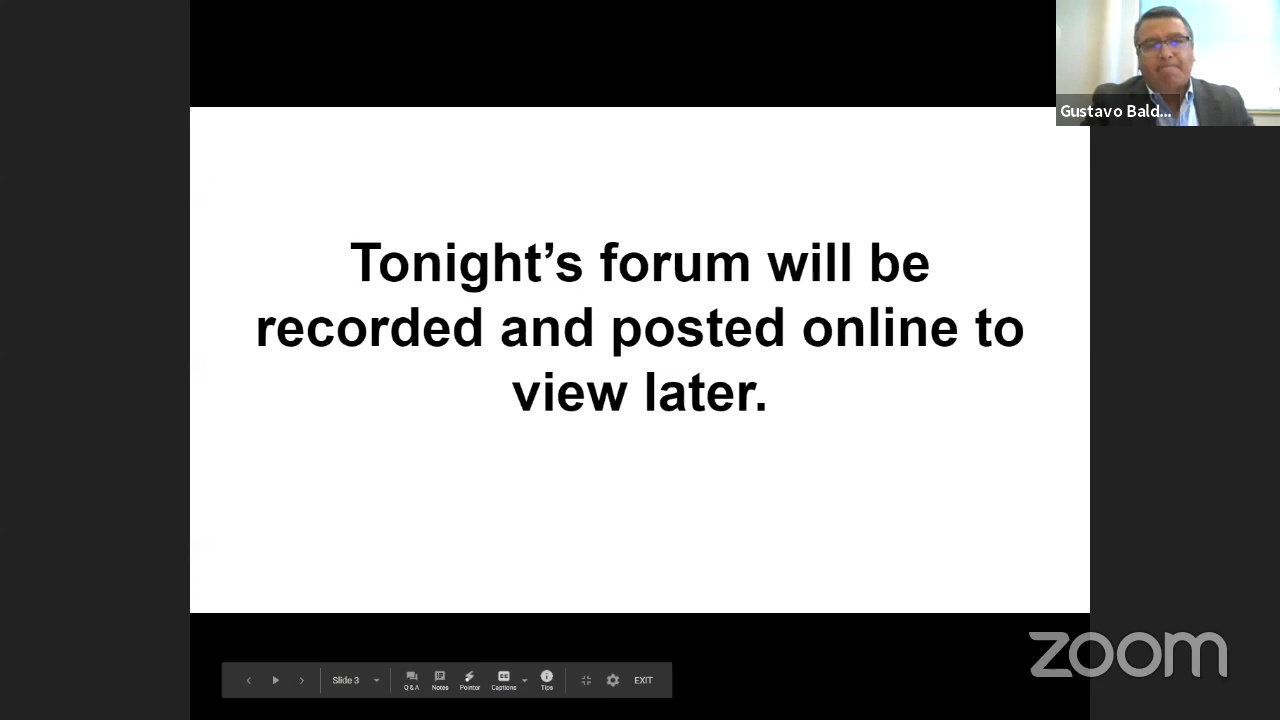 Gustavo Bald...
Tonight’s forum will be
recorded and posted online to
view later.
Slide 3
Q & A
Notes
Pointer
Captions
Tips
EXIT
zoom